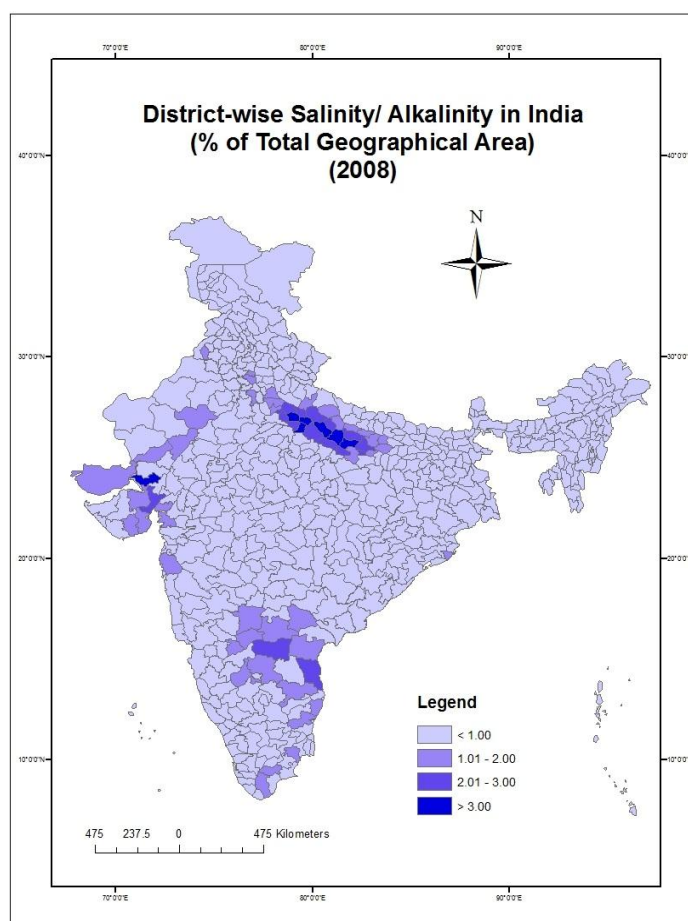 70°0'0"E 80°0'0"E 90°0'0"E
District-wise Salinity/ Alkalinity in India
(% of Total Geographical Area)
(2008)
40°0'0"N 40°0'0"N
N
30°0'0"N 30°0'0"N
20°0'0"N 20°0'0"N
Legend
< 1.00
1.01 - 2.00
2.01 - 3.00
> 3.00
10°0'0"N 10°0'0"N
475 237.5 0 475 Kilometers
70°0'0"E 80°0'0"E 90°0'0"E